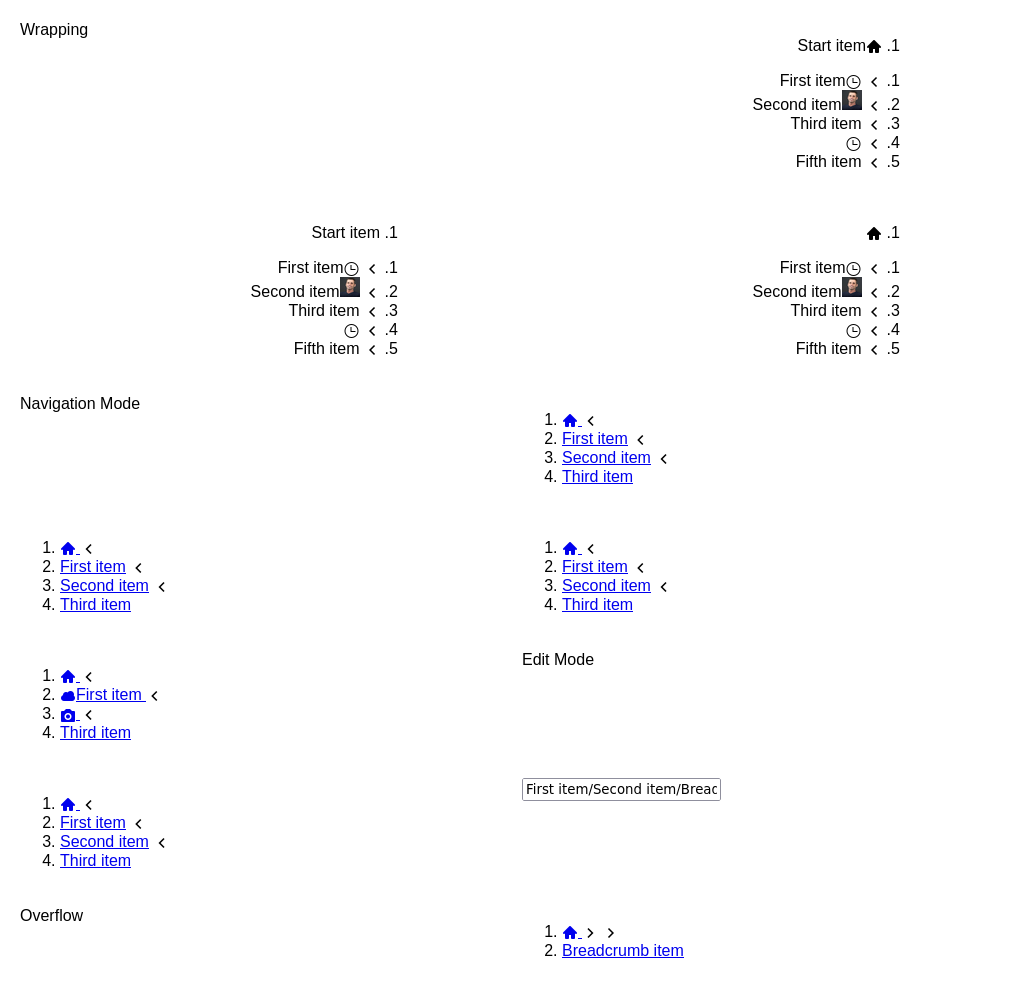 Wrapping
Start item .1
First item .1
Second item .2
Third item .3
.4
Fifth item .5
Start item .1
First item .1
Second item .2
Third item .3
.4
Fifth item .5
.1
First item .1
Second item .2
Third item .3
.4
Fifth item .5
Navigation Mode
1.
2. First item
3. Second item
4. Third item
1.
2. First item
3. Second item
4. Third item
1.
2. First item
3. Second item
4. Third item
1.
2. First item
3.
4. Third item
Edit Mode
First item/Second item/Breac
1.
2. First item
3. Second item
4. Third item
Overflow
1.
2. Breadcrumb item